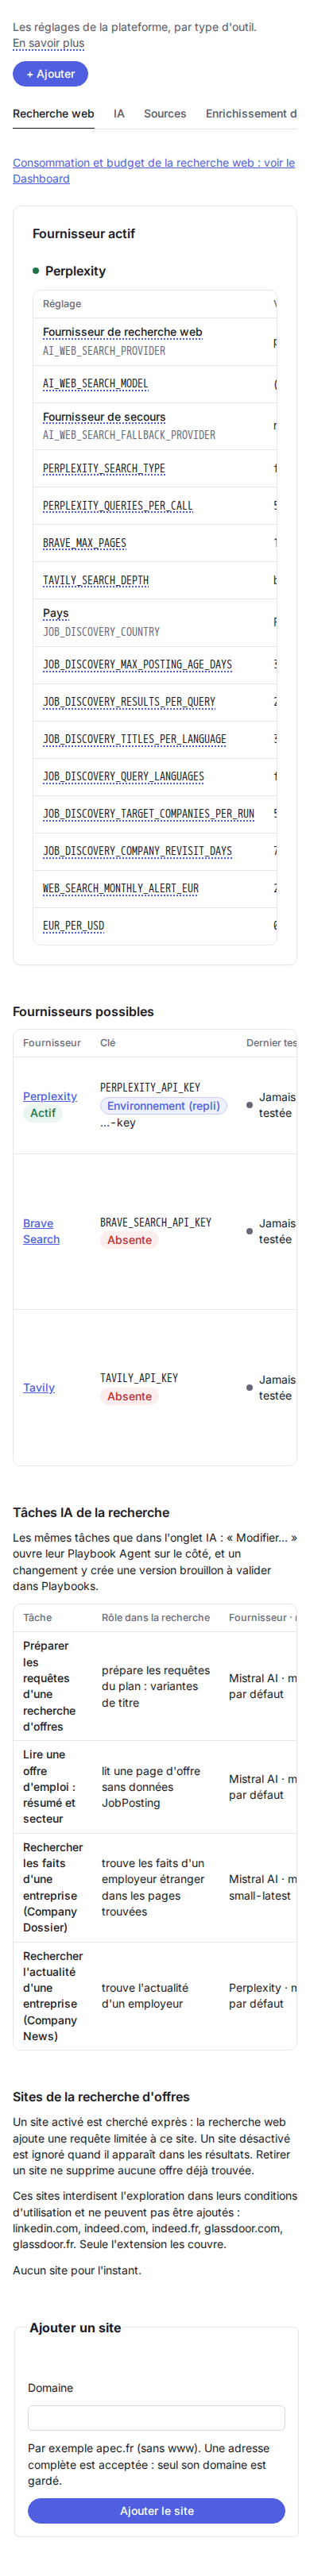 Les réglages de la plateforme, par type d'outil.
En savoir plus
+ Ajouter
Recherche web IA Sources Enrichissement d
Consommation et budget de la recherche web : voir le
Dashboard
Fournisseur actif
Perplexity
Réglage
Fournisseur de recherche web
AI_WEB_SEARCH_PROVIDER
AI_WEB_SEARCH_MODEL
Fournisseur de secours
AI_WEB_SEARCH_FALLBACK_PROVIDER
PERPLEXITY_SEARCH_TYPE
PERPLEXITY_QUERIES_PER_CALL
BRAVE_MAX_PAGES
TAVILY_SEARCH_DEPTH
Pays
JOB_DISCOVERY_COUNTRY
JOB_DISCOVERY_MAX_POSTING_AGE_DAYS
JOB_DISCOVERY_RESULTS_PER_QUERY
JOB_DISCOVERY_TITLES_PER_LANGUAGE
JOB_DISCOVERY_QUERY_LANGUAGES
JOB_DISCOVERY_TARGET_COMPANIES_PER_RUN
JOB_DISCOVERY_COMPANY_REVISIT_DAYS
WEB_SEARCH_MONTHLY_ALERT_EUR
EUR_PER_USD
Fournisseurs possibles
Fournisseur Clé Dernier tes
Perplexity
Actif
PERPLEXITY_API_KEY
Environnement (repli)
…-key
Jamais
testée
Brave
Search
BRAVE_SEARCH_API_KEY
Absente
Jamais
testée
Tavily
TAVILY_API_KEY
Absente
Jamais
testée
Tâches IA de la recherche
Les mêmes tâches que dans l'onglet IA : « Modifier… »
ouvre leur Playbook Agent sur le côté, et un
changement y crée une version brouillon à valider
dans Playbooks.
Tâche Rôle dans la recherche Fournisseur ·
Préparer
les
requêtes
d'une
recherche
d'offres
prépare les requêtes
du plan : variantes
de titre
Mistral AI · m
par défaut
Lire une
offre
d'emploi :
résumé et
secteur
lit une page d'offre
sans données
JobPosting
Mistral AI · m
par défaut
Rechercher
les faits
d'une
entreprise
(Company
Dossier)
trouve les faits d'un
employeur étranger
dans les pages
trouvées
Mistral AI · m
small-latest
Rechercher
l'actualité
d'une
entreprise
(Company
News)
trouve l'actualité
d'un employeur
Perplexity · m
par défaut
Sites de la recherche d'offres
Un site activé est cherché exprès : la recherche web
ajoute une requête limitée à ce site. Un site désactivé
est ignoré quand il apparaît dans les résultats. Retirer
un site ne supprime aucune offre déjà trouvée.
Ces sites interdisent l'exploration dans leurs conditions
d'utilisation et ne peuvent pas être ajoutés :
linkedin.com, indeed.com, indeed.fr, glassdoor.com,
glassdoor.fr. Seule l'extension les couvre.
Aucun site pour l'instant.
Ajouter un site
Domaine
Par exemple apec.fr (sans www). Une adresse
complète est acceptée : seul son domaine est
gardé.
Ajouter le site